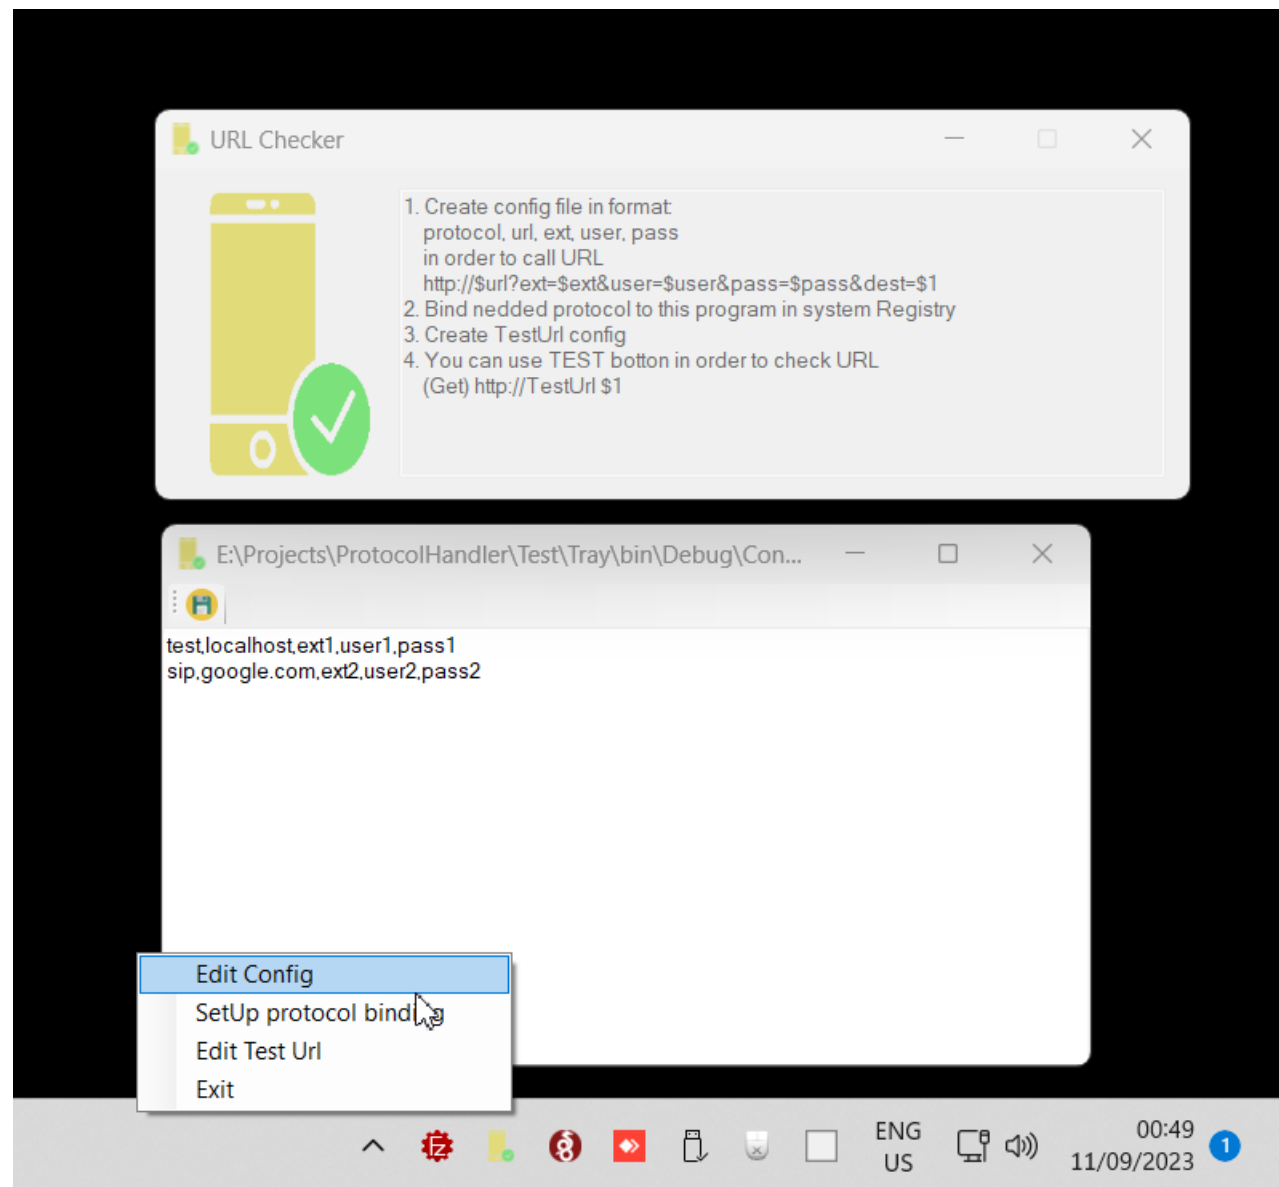 URL Checker
1. Create config file in format:
protocol, url, ext, user, pass
in order to call URL
http://$url?ext=$ext&user=$user&pass=$pass&dest=$1
2. Bind nedded protocol to this program in system Registry
3. Create TestUrl config
4. You can use TEST botton in order to check URL
(Get) http://TestUrl $1
E:\Projects\ProtocolHandler\Test\Tray\bin\Debug\Con...
test,localhost,ext1,user1,pass1
sip,google.com,ext2,user2,pass2
Edit Config
SetUp protocol binding
Edit Test Url
Exit
ENG
US
00:49
11/09/2023
1